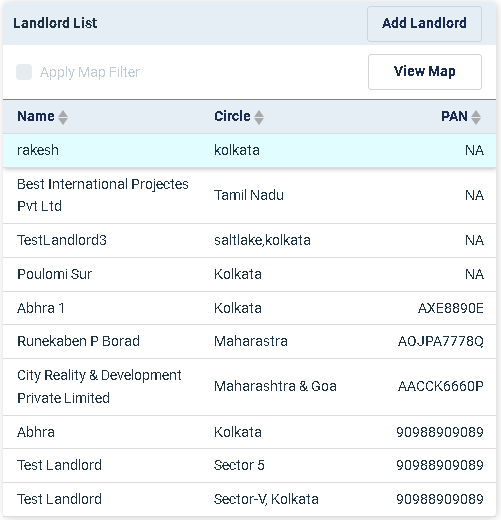 Landlord List
Add Landlord
Apply Map Filter
View Map
Name Circle PAN
rakesh kolkata NA
Best International Projectes
Pvt Ltd
Tamil Nadu NA
TestLandlord3 saltlake,kolkata NA
Poulomi Sur Kolkata NA
Abhra 1 Kolkata AXE8890E
Runekaben P Borad Maharastra AOJPA7778Q
City Reality & Development
Private Limited
Maharashtra & Goa AACCK6660P
Abhra Kolkata 90988909089
Test Landlord Sector 5 90988909089
Test Landlord Sector-V, Kolkata 90988909089